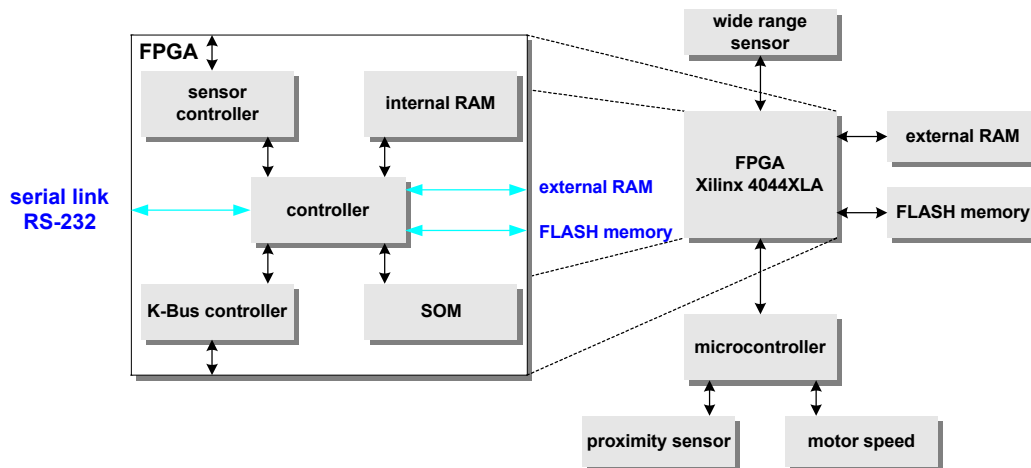 FPGA
sensor
controller
internal RAM
serial link
RS-232
controller
external RAM
FLASH memory
K-Bus controller
SOM
wide range
sensor
FPGA
Xilinx 4044XLA
external RAM
FLASH memory
microcontroller
proximity sensor
motor speed